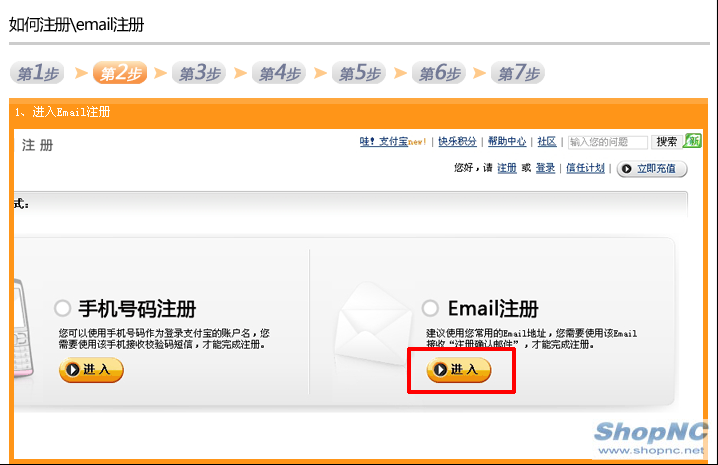 如何注册\email注册
第1步 第2步 第3步 第4步 第5步 第6步 第7步
1、进入Email注册
注册
哇！支付宝new! | 快乐积分 | 帮助中心 | 社区 | 输入您的问题 搜索 新
您好，请 注册 或 登录 | 信任计划 | 立即充值
式：
手机号码注册
您可以使用手机号码作为登录支付宝的账户名，您
需要使用该手机接收校验码短信，才能完成注册。
进入
Email注册
建议使用您常用的Email地址，您需要使用该Email
接收“注册确认邮件”，才能完成注册。
进入
ShopNC
www.shopnc.net